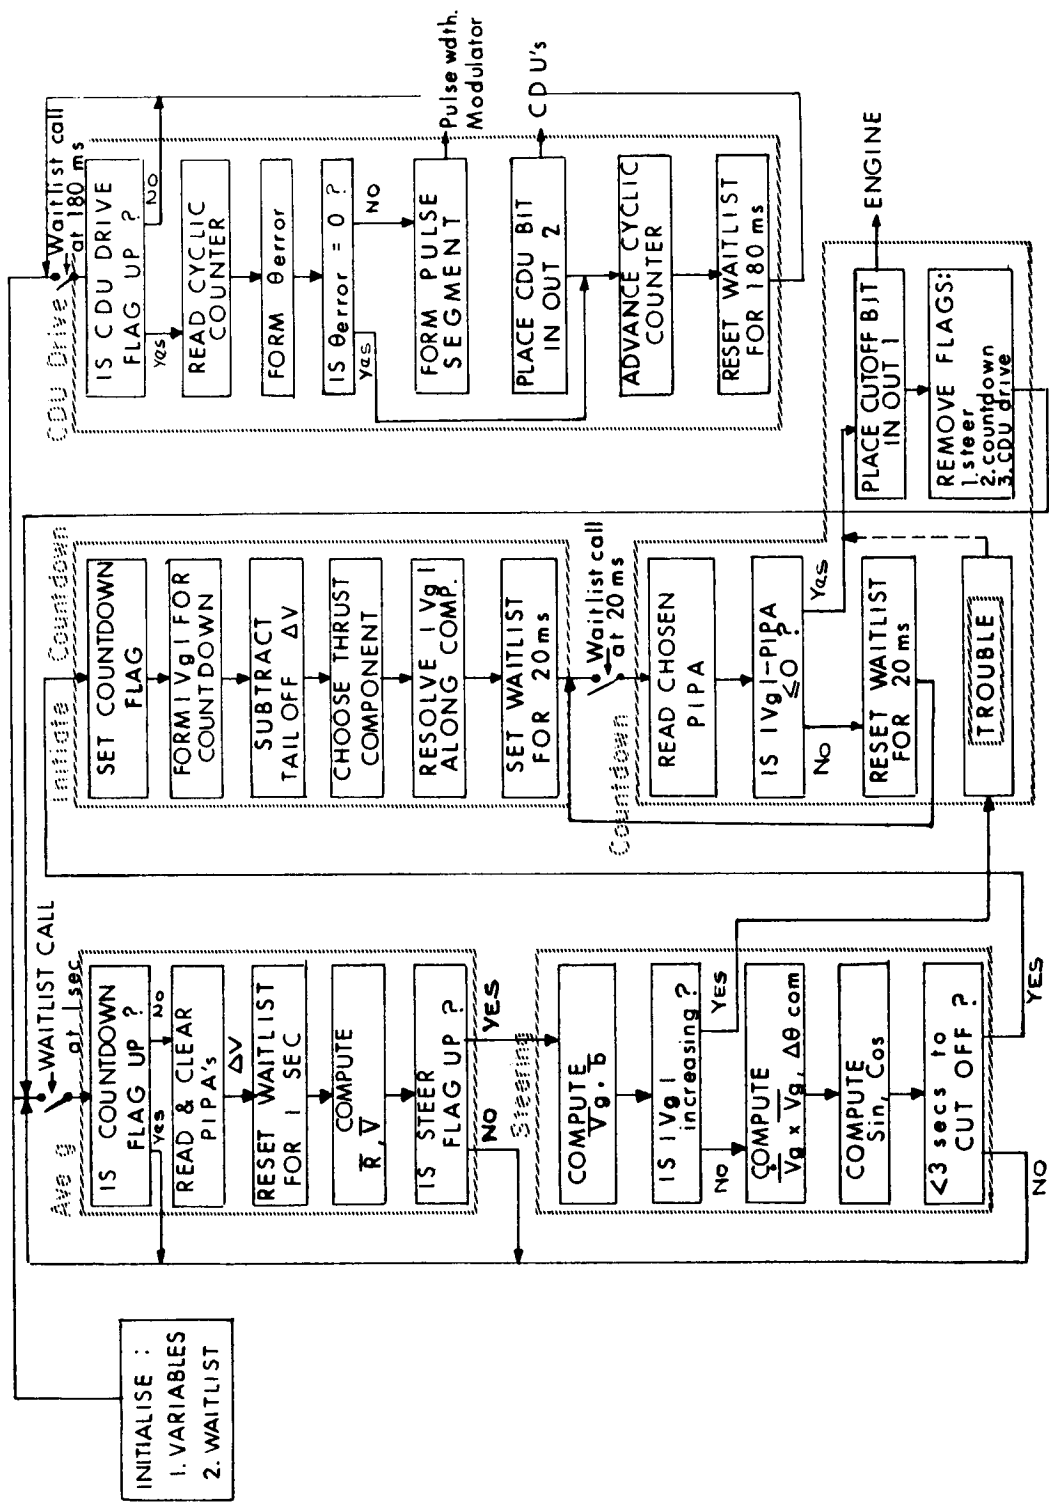 INITIALISE :
1. VARIABLES
2. WAITLIST
WAITLIST CALL
at 1 sec
Ave g
IS COUNTDOWN
FLAG UP ?
Yes
NO
READ & CLEAR
PIPA's
ΔV
RESET WAITLIST
FOR 1 SEC
COMPUTE
R̅, V̅
IS STEER
FLAG UP ?
NO
YES
Steering
COMPUTE
V̅g . b̅
IS |Vg|
increasing ?
NO
YES
COMPUTE
V̇̅g x V̅g, Δθ com
COMPUTE
Sin, Cos
<3 secs to
CUT OFF ?
NO
YES
Initiate Countdown
SET COUNTDOWN
FLAG
FORM |Vg| FOR
COUNTDOWN
SUBTRACT
TAIL OFF ΔV
CHOOSE THRUST
COMPONENT
RESOLVE |Vg|
ALONG COMP.
SET WAITLIST
FOR 20ms
Waitlist call
at 20 ms
Countdown
READ CHOSEN
PIPA
IS |Vg|-PIPA
≤0 ?
No
Yes
RESET WAITLIST
FOR 20 ms
TROUBLE
PLACE CUTOFF BIT
IN OUT 1
ENGINE
REMOVE FLAGS:
1. steer
2. countdown
3. CDU drive
CDU Drive
Waitlist call
at 180 ms
IS CDU DRIVE
FLAG UP ?
Yes
NO
READ CYCLIC
COUNTER
FORM θerror
IS θerror = 0 ?
Yes
NO
FORM PULSE
SEGMENT
Pulse wdth.
Modulator
PLACE CDU BIT
IN OUT 2
CDU's
ADVANCE CYCLIC
COUNTER
RESET WAITLIST
FOR 180 ms